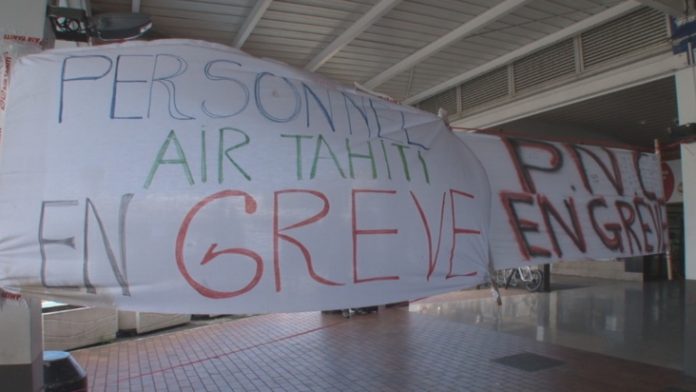 PERSONNEL
AIR TAHITI
EN GREVE
P.N.C
EN GREVE